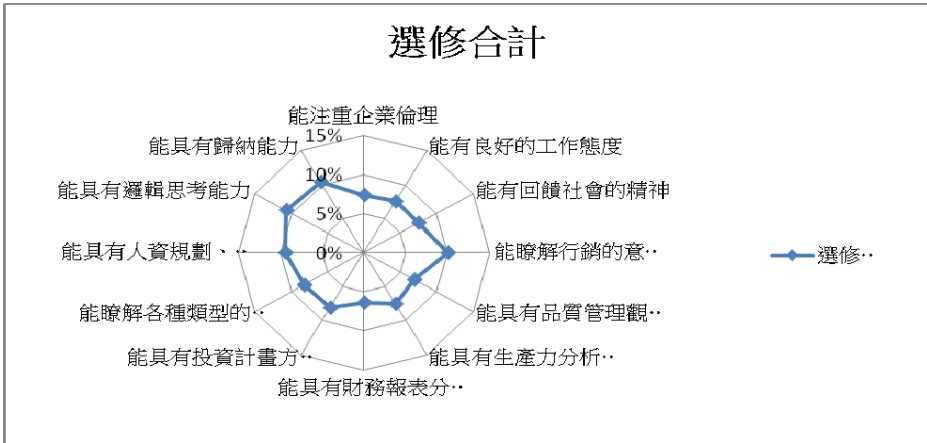 選修合計
能注重企業倫理
15%
能具有歸納能力
能有良好的工作態度
10%
能具有邏輯思考能力
能有回饋社會的精神
5%
能具有人資規劃、‥
0%
能瞭解行銷的意‥
選修‥
能瞭解各種類型的‥
能具有品質管理觀‥
能具有投資計畫方‥
能具有生產力分析‥
能具有財務報表分‥